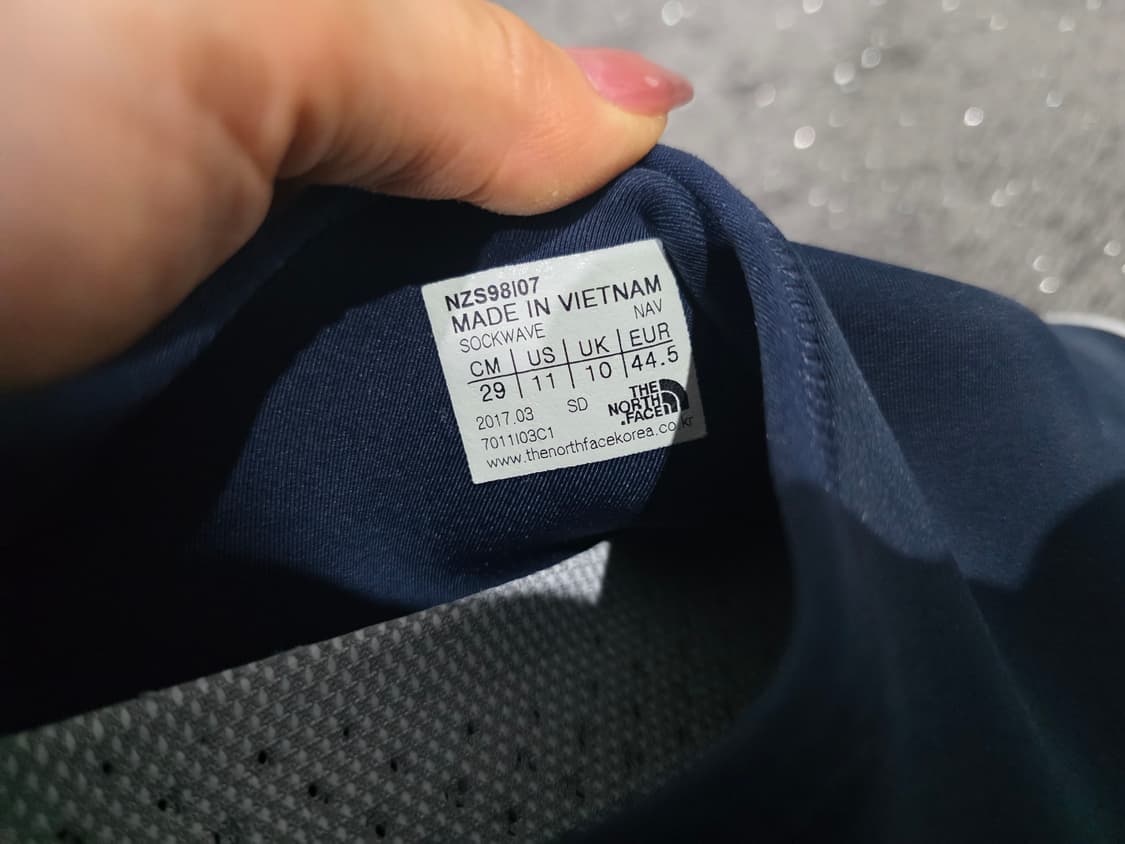 NZS98I07
MADE IN VIETNAM
SOCKWAVE NAV
CM US UK EUR
29 11 10 44.5
2017.03 SD
7011I03C1
THE
NORTH
FACE
www.thenorthfacekorea.co.kr